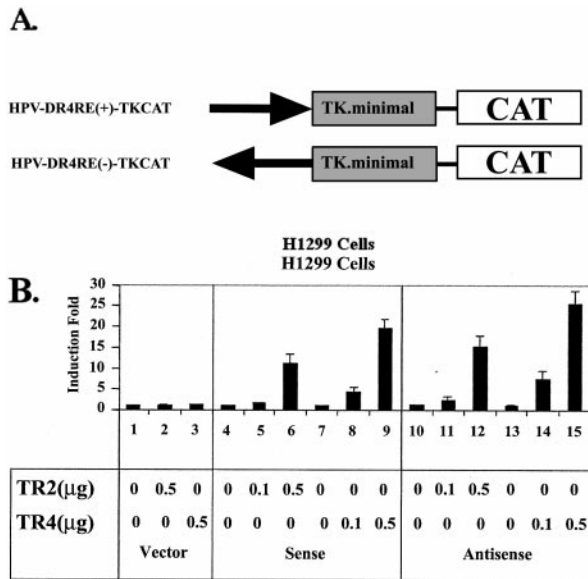 A.
HPV-DR4RE(+)-TKCAT TK.minimal CAT
HPV-DR4RE(-)-TKCAT TK.minimal CAT
H1299 Cells
H1299 Cells
B.
Induction Fold
30
25
20
15
10
5
0
1 2 3 4 5 6 7 8 9 10 11 12 13 14 15
TR2(µg) 0 0.5 0 0 0.1 0.5 0 0 0 0 0.1 0.5 0 0 0
TR4(µg) 0 0 0.5 0 0 0 0 0.1 0.5 0 0 0 0 0.1 0.5
Vector Sense Antisense